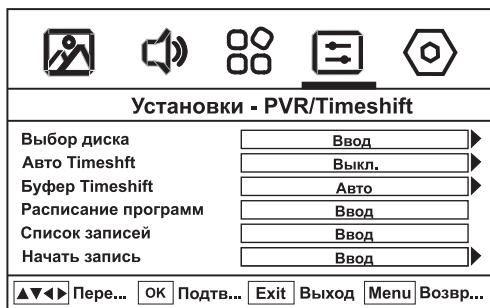 Установки - PVR/Timeshift
Выбор диска Ввод
Авто Timeshft Выкл.
Буфер Timeshift Авто
Расписание программ Ввод
Список записей Ввод
Начать запись Ввод
▲▼◀▶ Пере... OK Подтв... Exit Выход Menu Возвр...